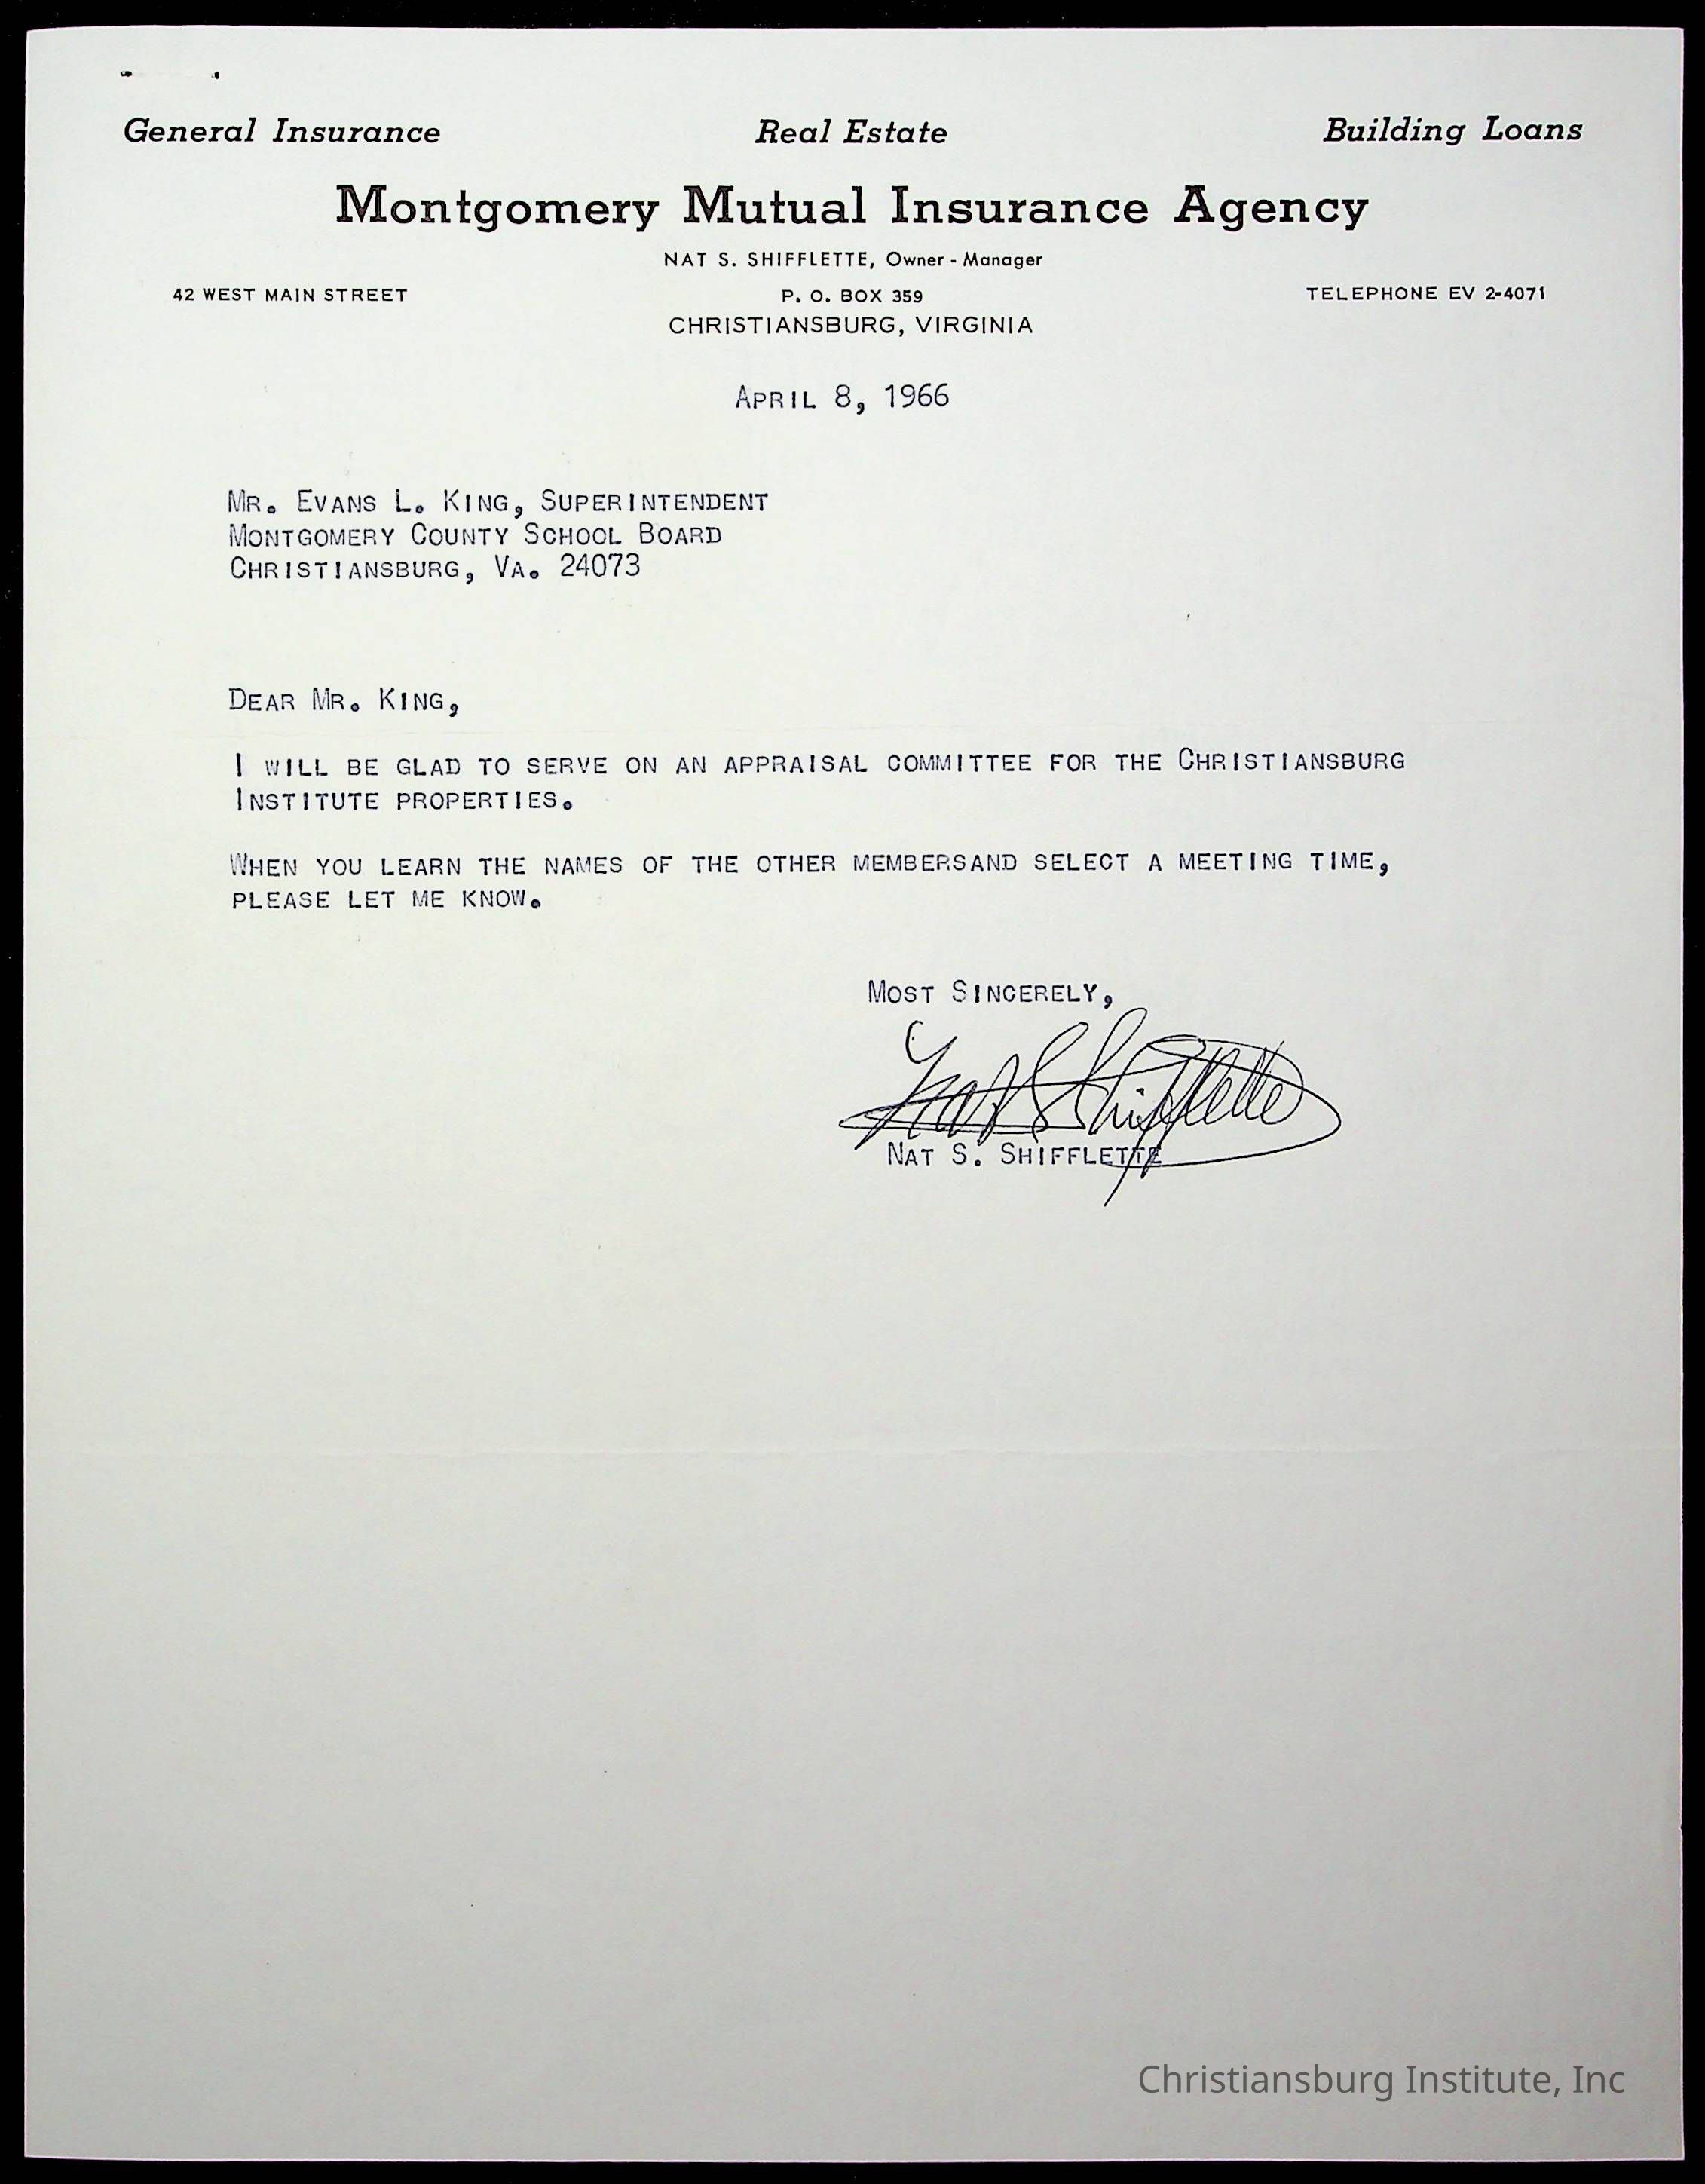 General Insurance Real Estate Building Loans
Montgomery Mutual Insurance Agency
NAT S. SHIFFLETTE, Owner - Manager
42 WEST MAIN STREET P. O. BOX 359 TELEPHONE EV 2-4071
CHRISTIANSBURG, VIRGINIA
APRIL 8, 1966
MR. EVANS L. KING, SUPERINTENDENT
MONTGOMERY COUNTY SCHOOL BOARD
CHRISTIANSBURG, VA. 24073
DEAR MR. KING,
I WILL BE GLAD TO SERVE ON AN APPRAISAL COMMITTEE FOR THE CHRISTIANSBURG
INSTITUTE PROPERTIES.
WHEN YOU LEARN THE NAMES OF THE OTHER MEMBERSAND SELECT A MEETING TIME,
PLEASE LET ME KNOW.
MOST SINCERELY,
Nat S Shifflette
NAT S. SHIFFLETTE
Christiansburg Institute, Inc